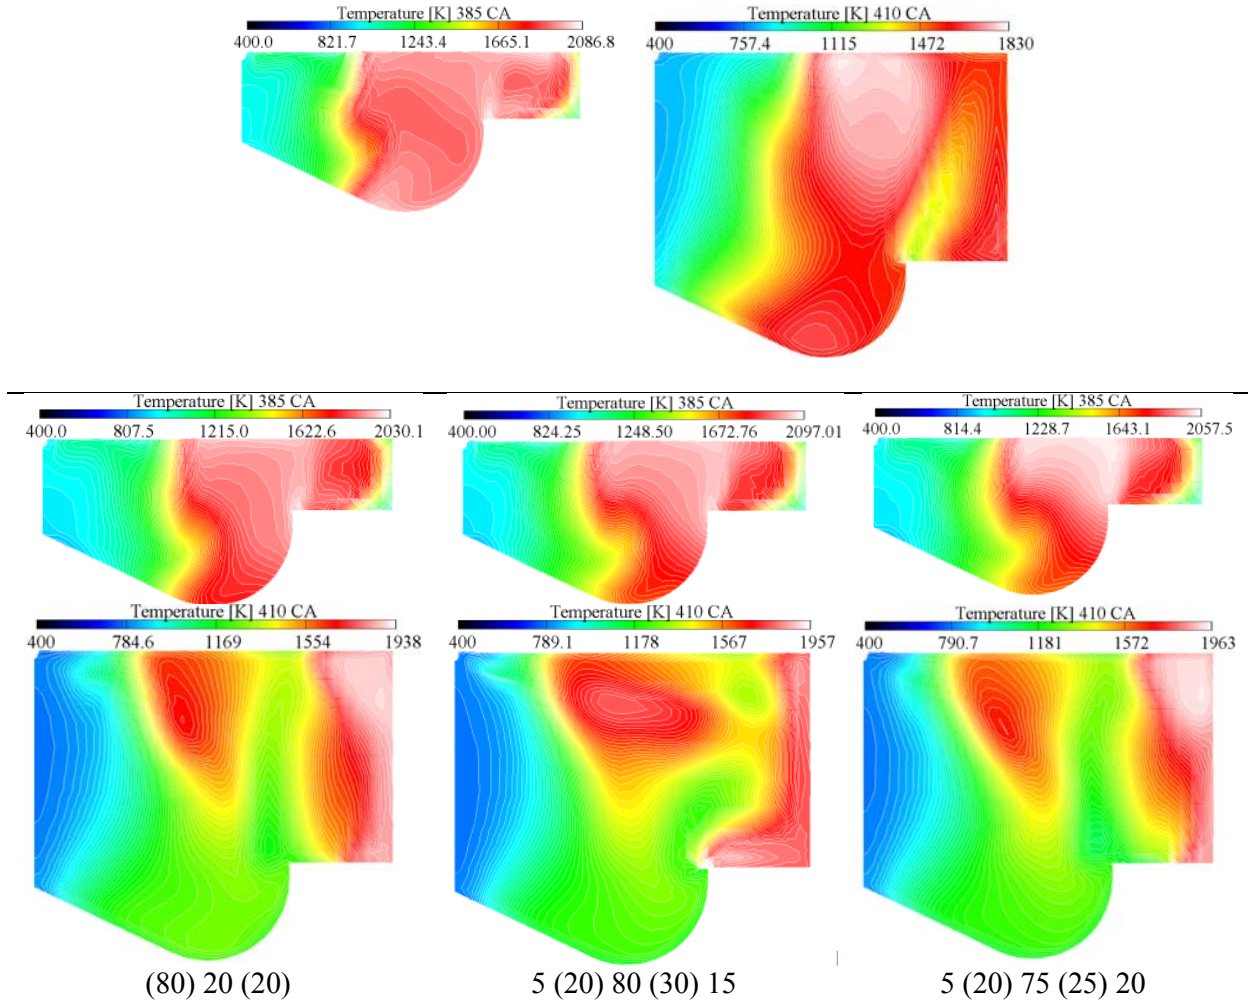 Temperature [K] 385 CA
400.0 821.7 1243.4 1665.1 2086.8
Temperature [K] 410 CA
400 757.4 1115 1472 1830
Temperature [K] 385 CA
400.0 807.5 1215.0 1622.6 2030.1
Temperature [K] 385 CA
400.00 824.25 1248.50 1672.76 2097.01
Temperature [K] 385 CA
400.0 814.4 1228.7 1643.1 2057.5
Temperature [K] 410 CA
400 784.6 1169 1554 1938
Temperature [K] 410 CA
400 789.1 1178 1567 1957
Temperature [K] 410 CA
400 790.7 1181 1572 1963
(80) 20 (20)
5 (20) 80 (30) 15
5 (20) 75 (25) 20